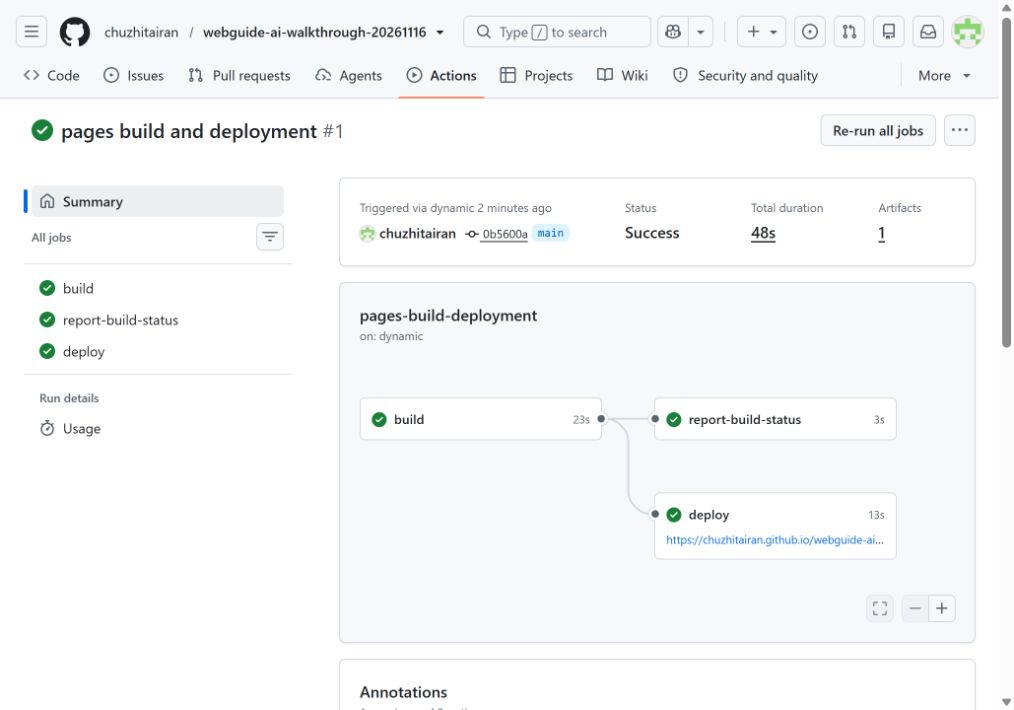 chuzhitairan / webguide-ai-walkthrough-20261116
Type / to search
Code
Issues
Pull requests
Agents
Actions
Projects
Wiki
Security and quality
More
pages build and deployment #1
Re-run all jobs
Summary
All jobs
build
report-build-status
deploy
Run details
Usage
Triggered via dynamic 2 minutes ago
chuzhitairan 0b5600a main
Status
Success
Total duration
48s
Artifacts
1
pages-build-deployment
on: dynamic
build 23s
report-build-status 3s
deploy 13s
https://chuzhitairan.github.io/webguide-ai...
Annotations